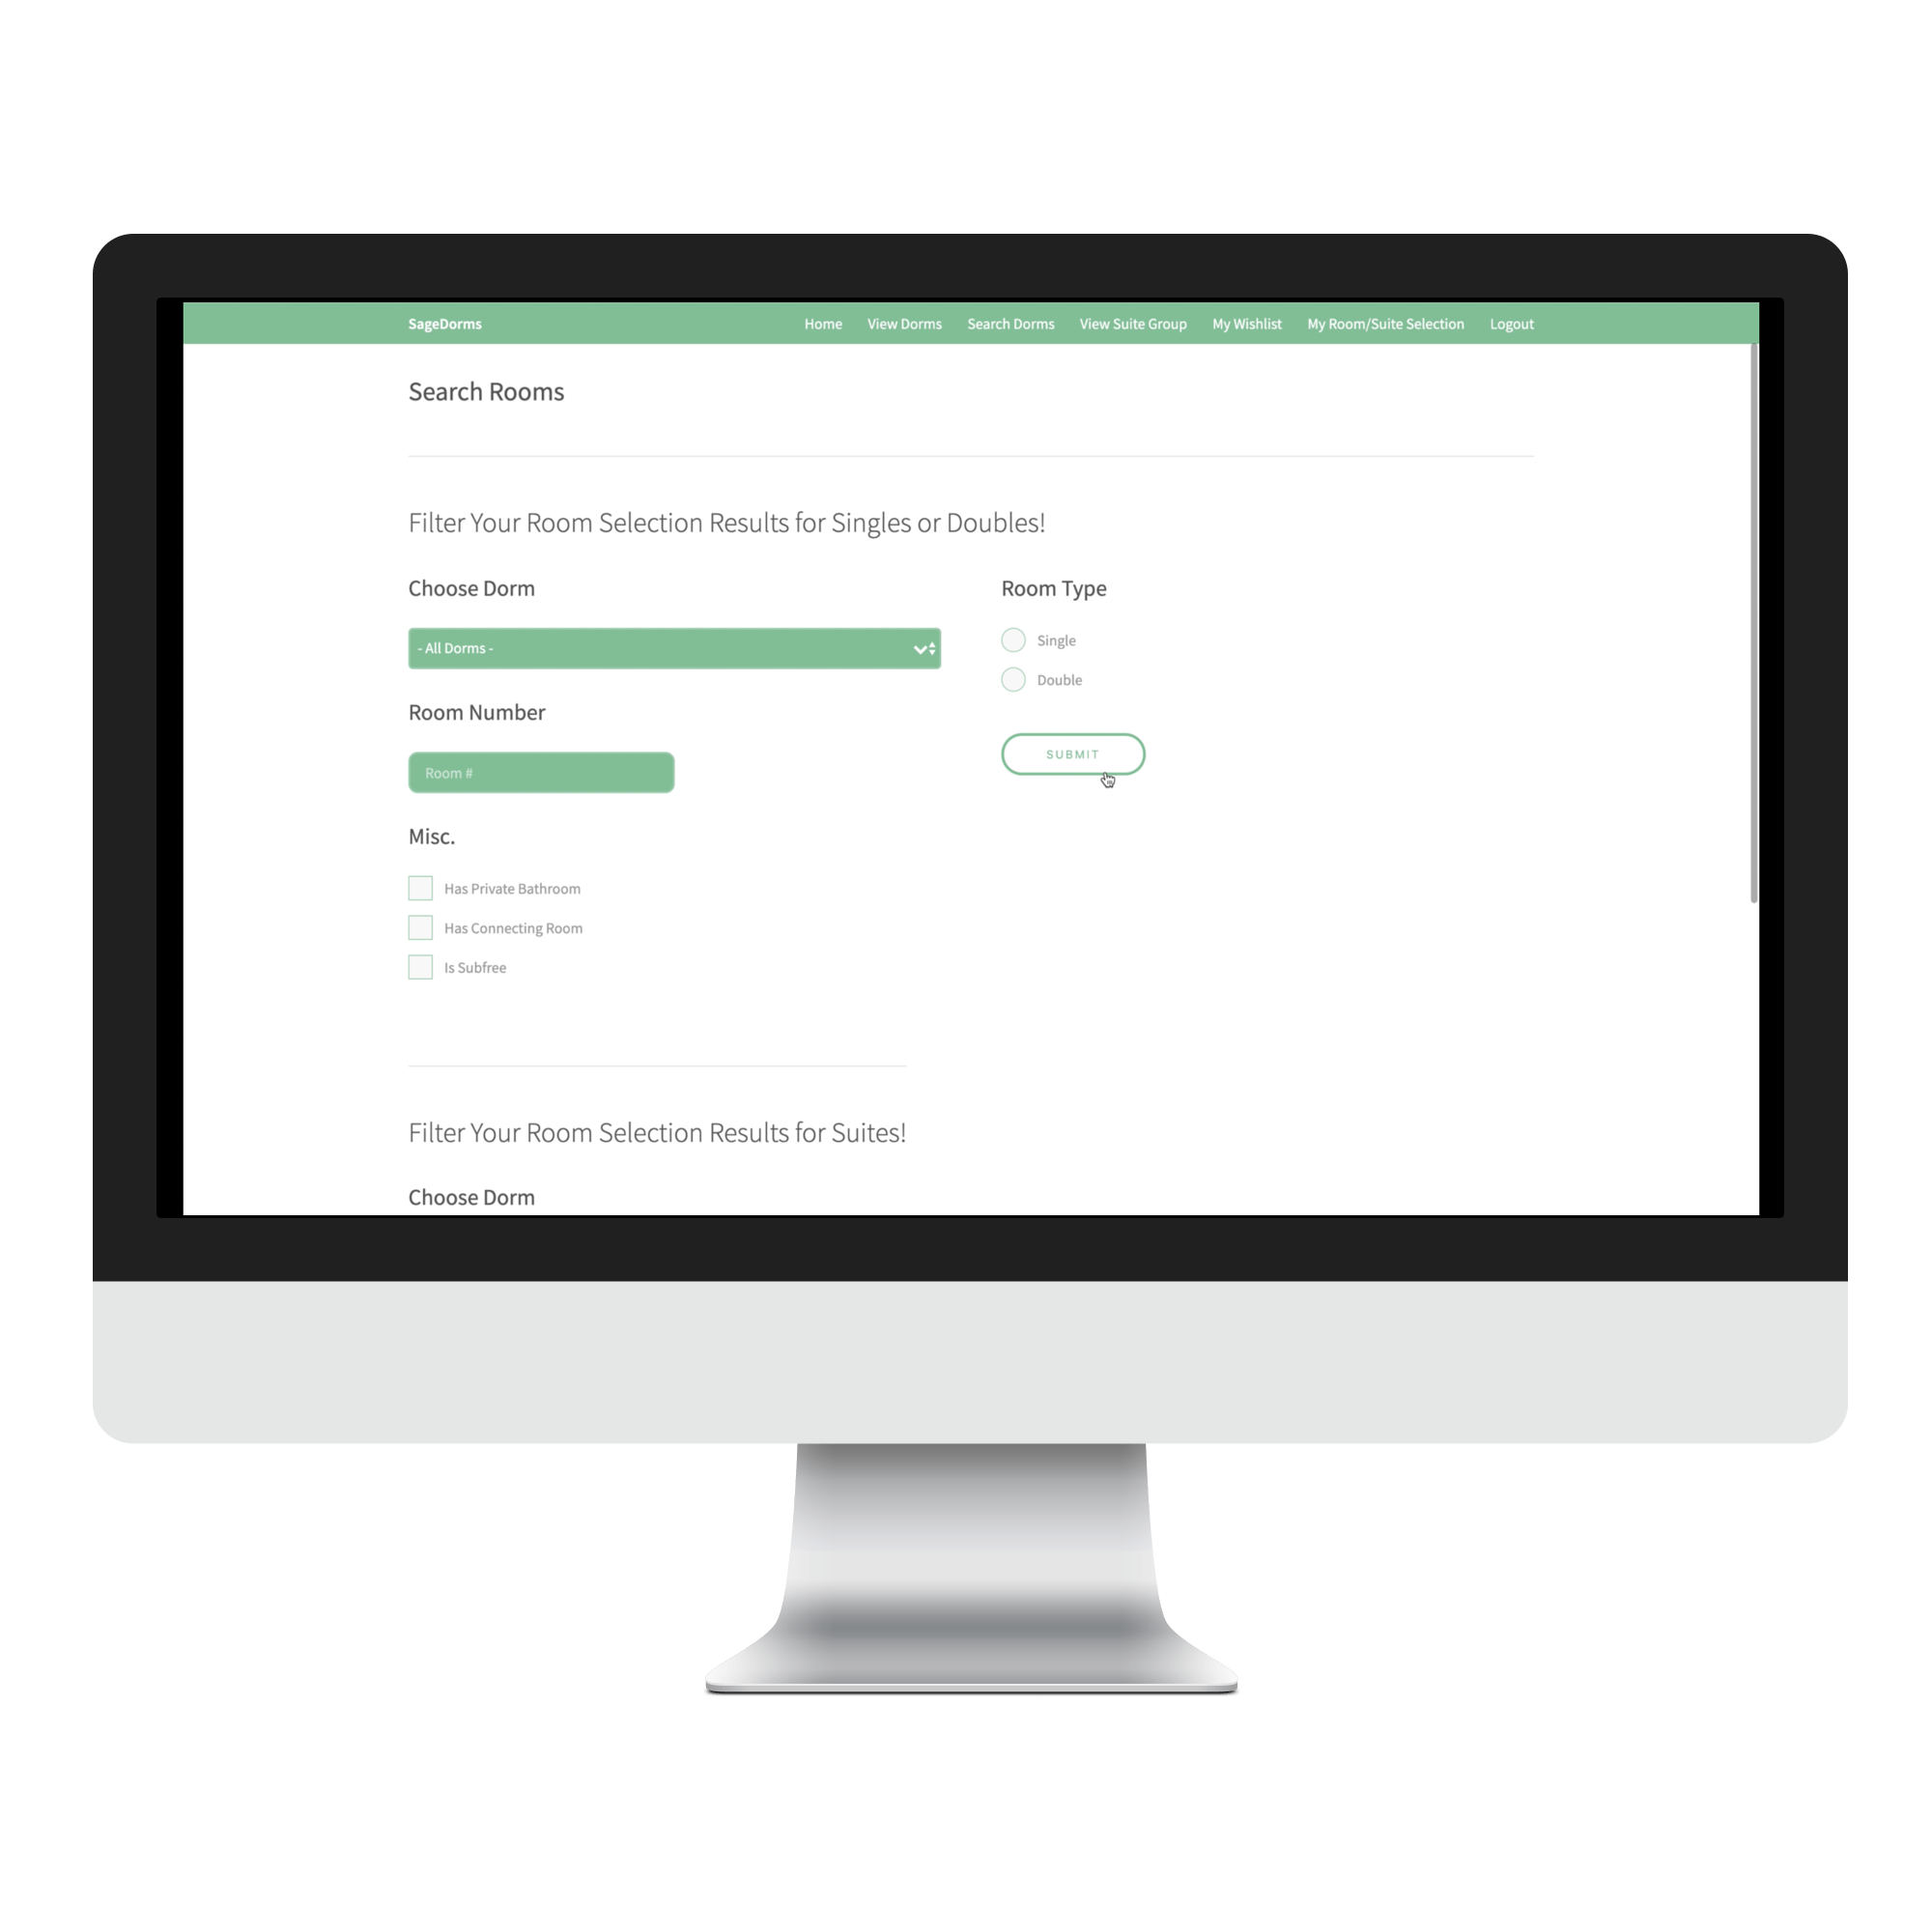 SageDorms Home View Dorms Search Dorms View Suite Group My Wishlist My Room/Suite Selection Logout
Search Rooms
Filter Your Room Selection Results for Singles or Doubles!
Choose Dorm
- All Dorms -
Room Number
Room #
Misc.
Has Private Bathroom
Has Connecting Room
Is Subfree
Room Type
Single
Double
SUBMIT
Filter Your Room Selection Results for Suites!
Choose Dorm